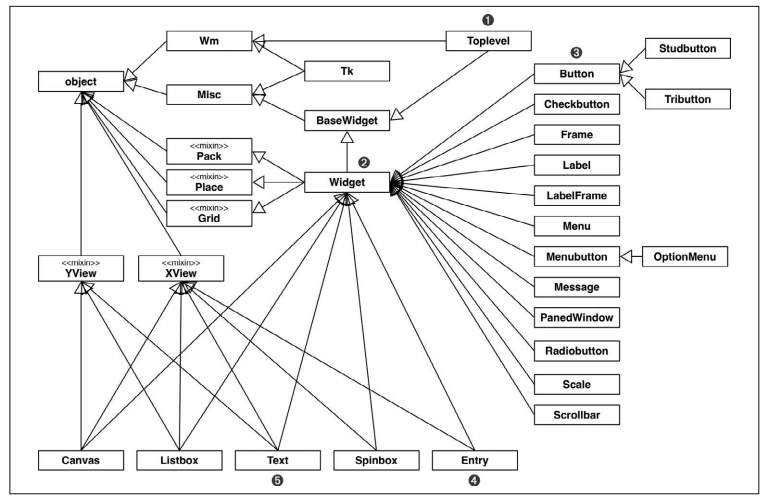 ❶
Wm
Toplevel
Studbutton
❸
object
Tk
Button
Misc
Checkbutton
Tributton
BaseWidget
Frame
<<mixin>>
Pack
❷
Label
<<mixin>>
Place
Widget
LabelFrame
<<mixin>>
Grid
Menu
Menubutton
OptionMenu
<<mixin>>
YView
<<mixin>>
XView
Message
PanedWindow
Radiobutton
Scale
Scrollbar
Canvas
Listbox
Text
Spinbox
Entry
❺
❹